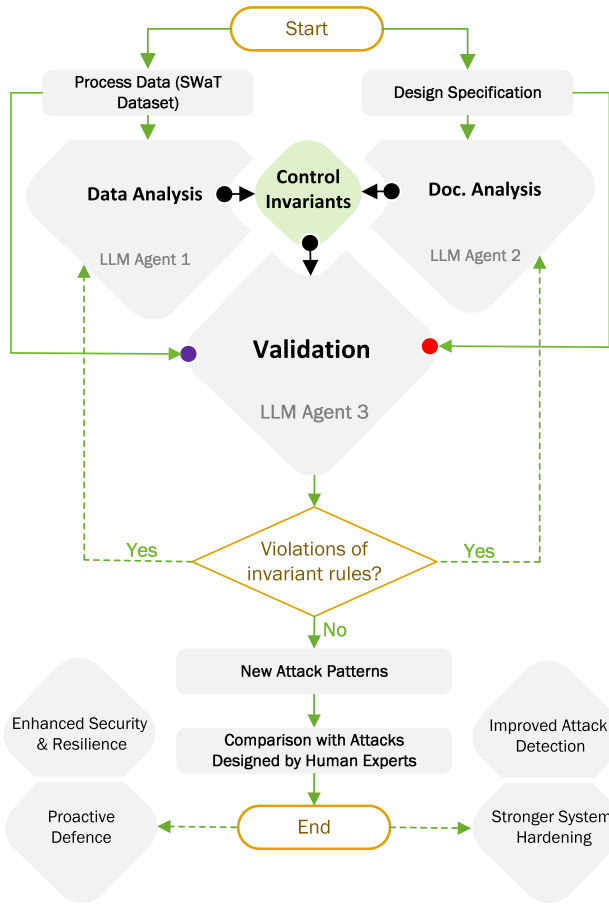 Start
Process Data (SWaT
Dataset)
Design Specification
Data Analysis
LLM Agent 1
Control
Invariants
Doc. Analysis
LLM Agent 2
Validation
LLM Agent 3
Violations of
invariant rules?
Yes
Yes
No
New Attack Patterns
Comparison with Attacks
Designed by Human Experts
Enhanced Security
& Resilience
Improved Attack
Detection
Proactive
Defence
End
Stronger System
Hardening